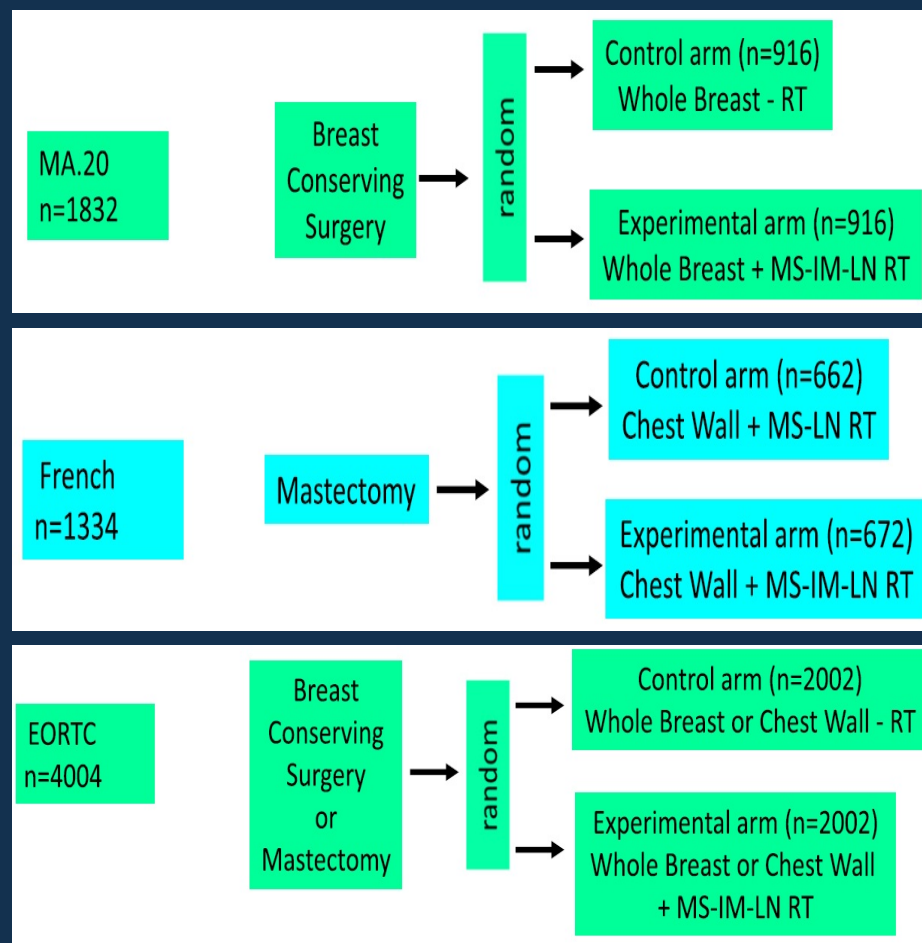 MA.20
n=1832
Breast
Conserving
Surgery
random
Control arm (n=916)
Whole Breast - RT
Experimental arm (n=916)
Whole Breast + MS-IM-LN RT
French
n=1334
Mastectomy
random
Control arm (n=662)
Chest Wall + MS-LN RT
Experimental arm (n=672)
Chest Wall + MS-IM-LN RT
EORTC
n=4004
Breast
Conserving
Surgery
or
Mastectomy
random
Control arm (n=2002)
Whole Breast or Chest Wall - RT
Experimental arm (n=2002)
Whole Breast or Chest Wall
+ MS-IM-LN RT